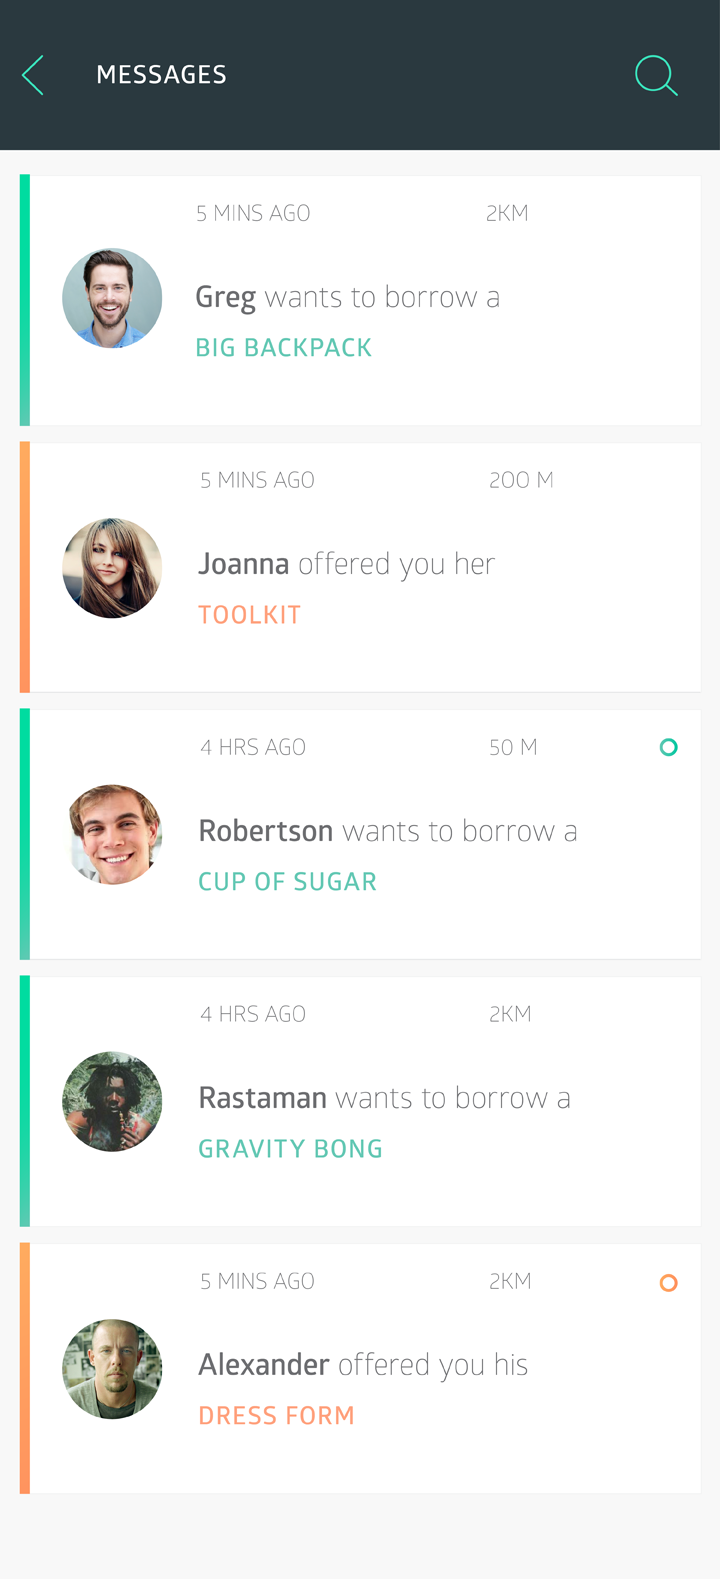 MESSAGES
5 MINS AGO 2KM
Greg wants to borrow a
BIG BACKPACK
5 MINS AGO 200 M
Joanna offered you her
TOOLKIT
4 HRS AGO 50 M
Robertson wants to borrow a
CUP OF SUGAR
4 HRS AGO 2KM
Rastaman wants to borrow a
GRAVITY BONG
5 MINS AGO 2KM
Alexander offered you his
DRESS FORM